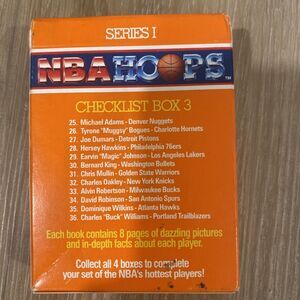 SERIES I
NBA HOOPS TM
CHECKLIST BOX 3
25. Michael Adams - Denver Nuggets
26. Tyrone "Muggsy" Bogues - Charlotte Hornets
27. Joe Dumars - Detroit Pistons
28. Hersey Hawkins - Philadelphia 76ers
29. Earvin "Magic" Johnson - Los Angeles Lakers
30. Bernard King - Washington Bullets
31. Chris Mullin - Golden State Warriors
32. Charles Oakley - New York Knicks
33. Alvin Robertson - Milwaukee Bucks
34. David Robinson - San Antonio Spurs
35. Dominique Wilkins - Atlanta Hawks
36. Charles "Buck" Williams - Portland Trailblazers
Each book contains 8 pages of dazzling pictures
and in-depth facts about each player.
Collect all 4 boxes to complete
your set of the NBA's hottest players!